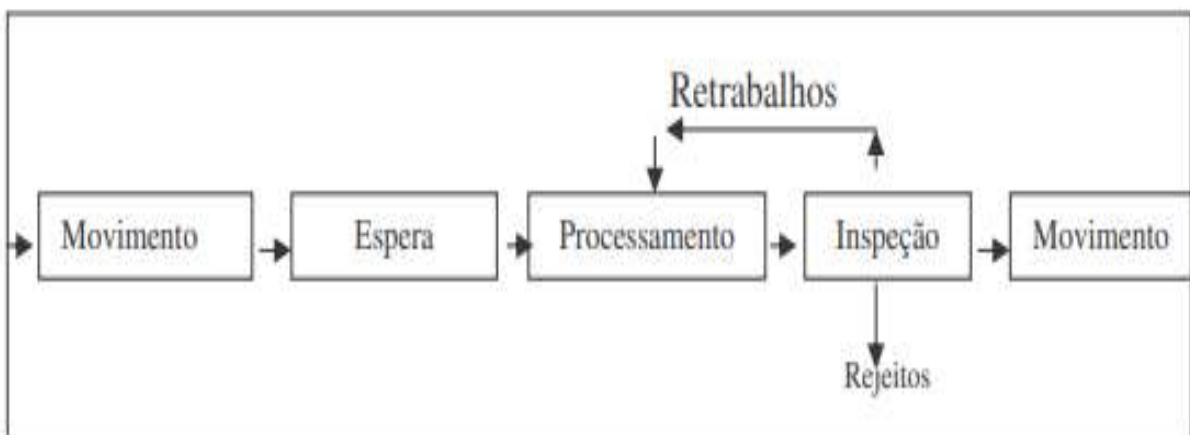 Retrabalhos
Movimento
Espera
Processamento
Inspeção
Movimento
Rejeitos